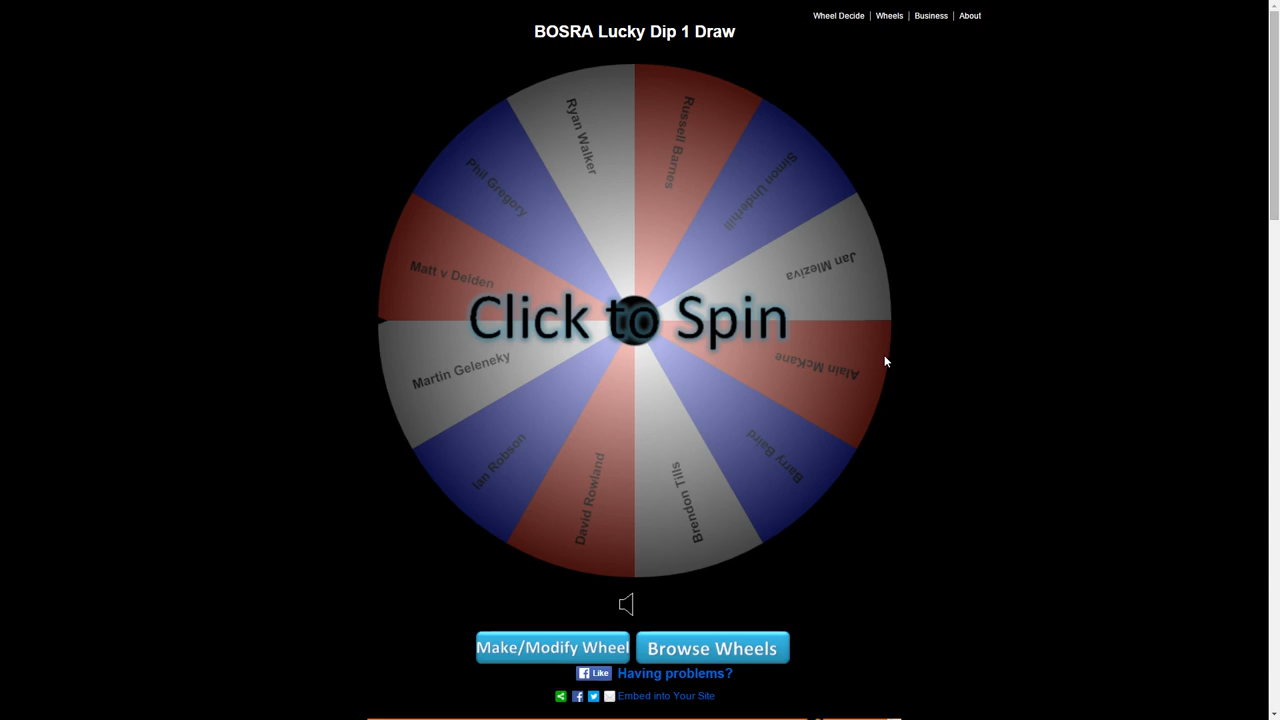 Wheel Decide | Wheels | Business | About
BOSRA Lucky Dip 1 Draw
Ryan Walker
Russell Barnes
Phil Gregory
Simon Underhill
Matt v Delden
Jan Mleziva
Click to Spin
Martin Geleneky
Alain McKane
Ian Robson
Barry Baird
David Rowland
Brendon Tills
Make/Modify Wheel
Browse Wheels
Like
Having problems?
Embed into Your Site